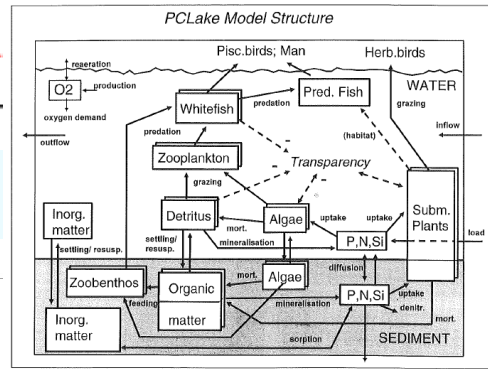 PCLake Model Structure
Pisc.birds; Man
Herb.birds
reaeration
WATER
O2
production
oxygen demand
Whitefish
predation
Pred. Fish
grazing
inflow
outflow
predation
(habitat)
Zooplankton
Transparency
grazing
Inorg.
matter
Detritus
Algae
uptake
uptake
Subm.
Plants
mort.
settling/
resusp.
mineralisation
P,N,Si
load
settling/ resusp.
diffusion
Zoobenthos
feeding
Organic
matter
mort.
Algae
mineralisation
P,N,Si
uptake
denitr.
mort.
Inorg.
matter
sorption
SEDIMENT